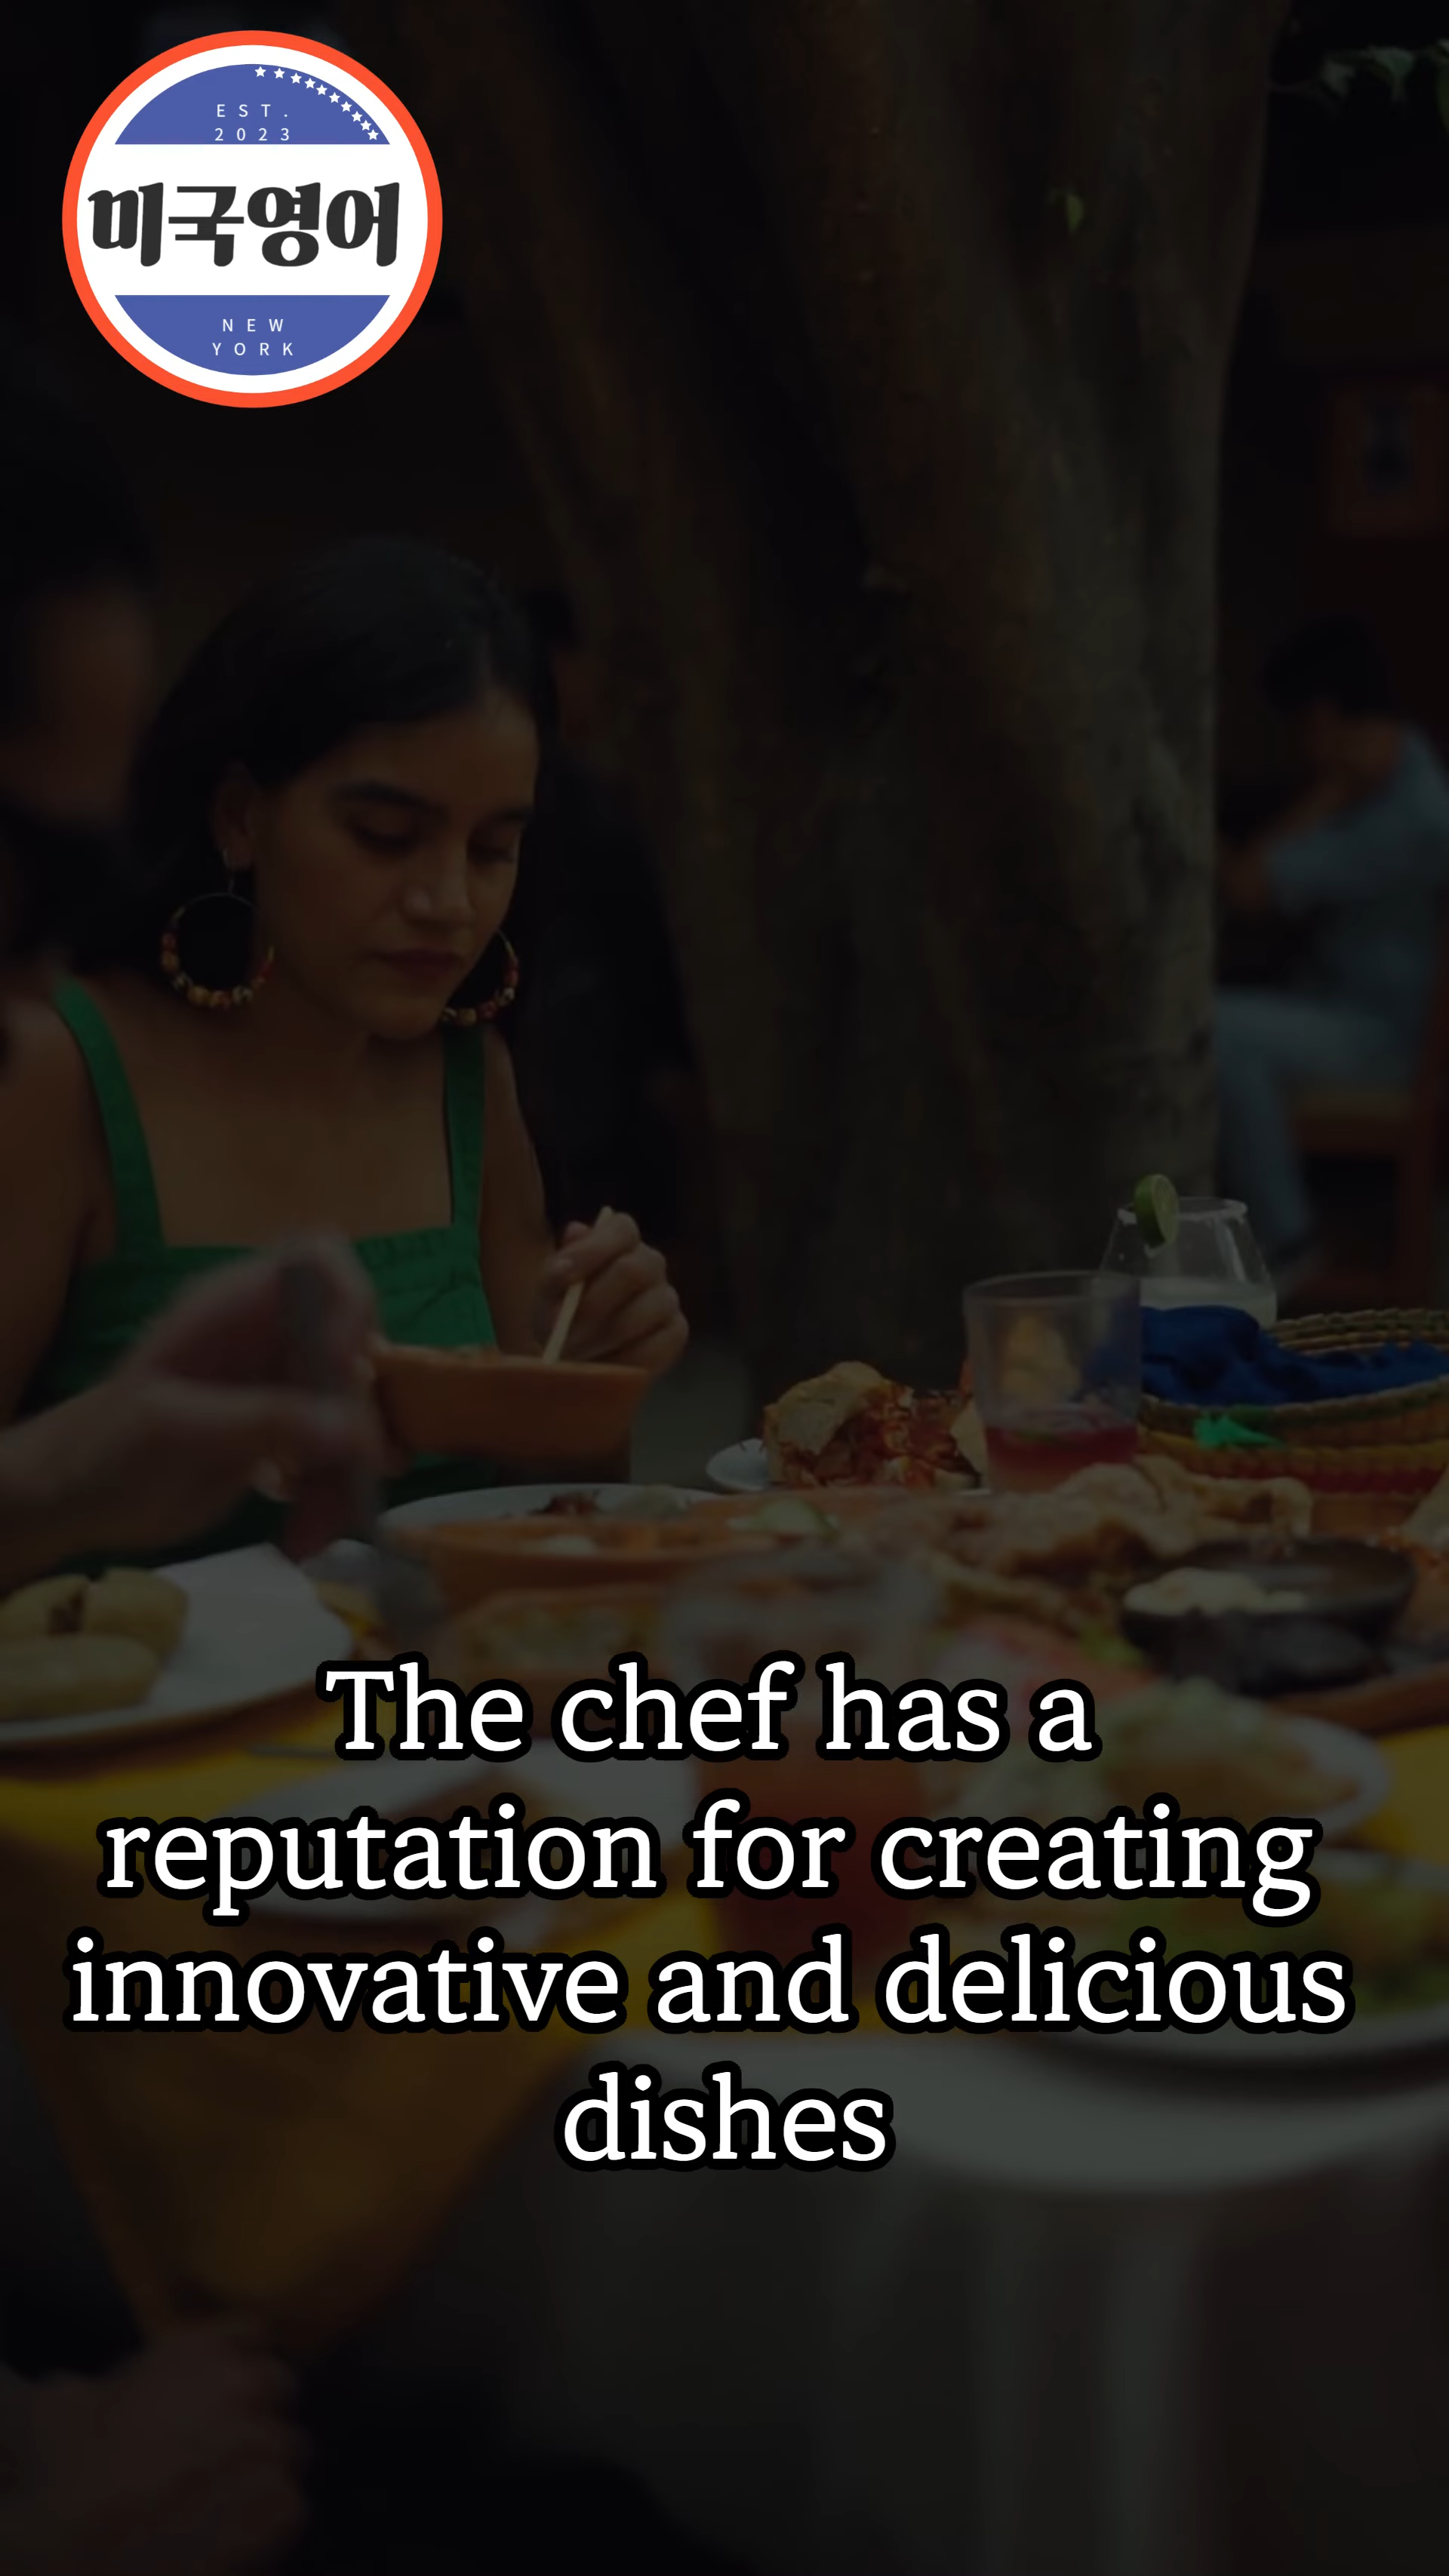 EST.
2023
미국영어
NEW
YORK
The chef has a
reputation for creating
innovative and delicious
dishes